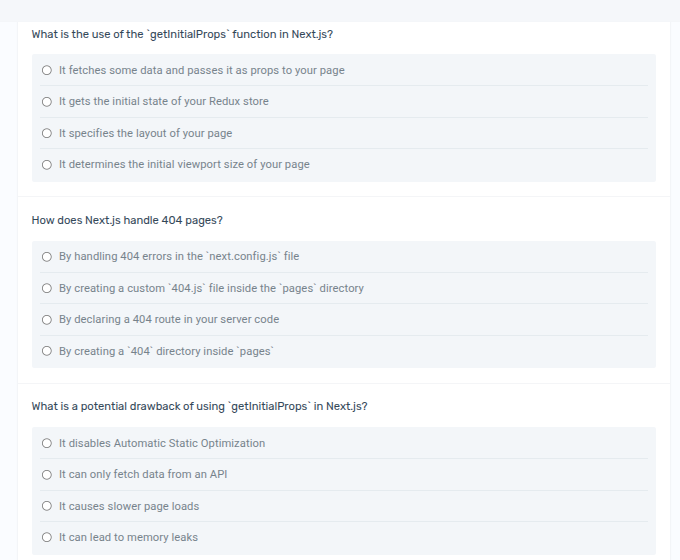 What is the use of the `getInitialProps` function in Next.js?
It fetches some data and passes it as props to your page
It gets the initial state of your Redux store
It specifies the layout of your page
It determines the initial viewport size of your page
How does Next.js handle 404 pages?
By handling 404 errors in the `next.config.js` file
By creating a custom `404.js` file inside the `pages` directory
By declaring a 404 route in your server code
By creating a `404` directory inside `pages`
What is a potential drawback of using `getInitialProps` in Next.js?
It disables Automatic Static Optimization
It can only fetch data from an API
It causes slower page loads
It can lead to memory leaks